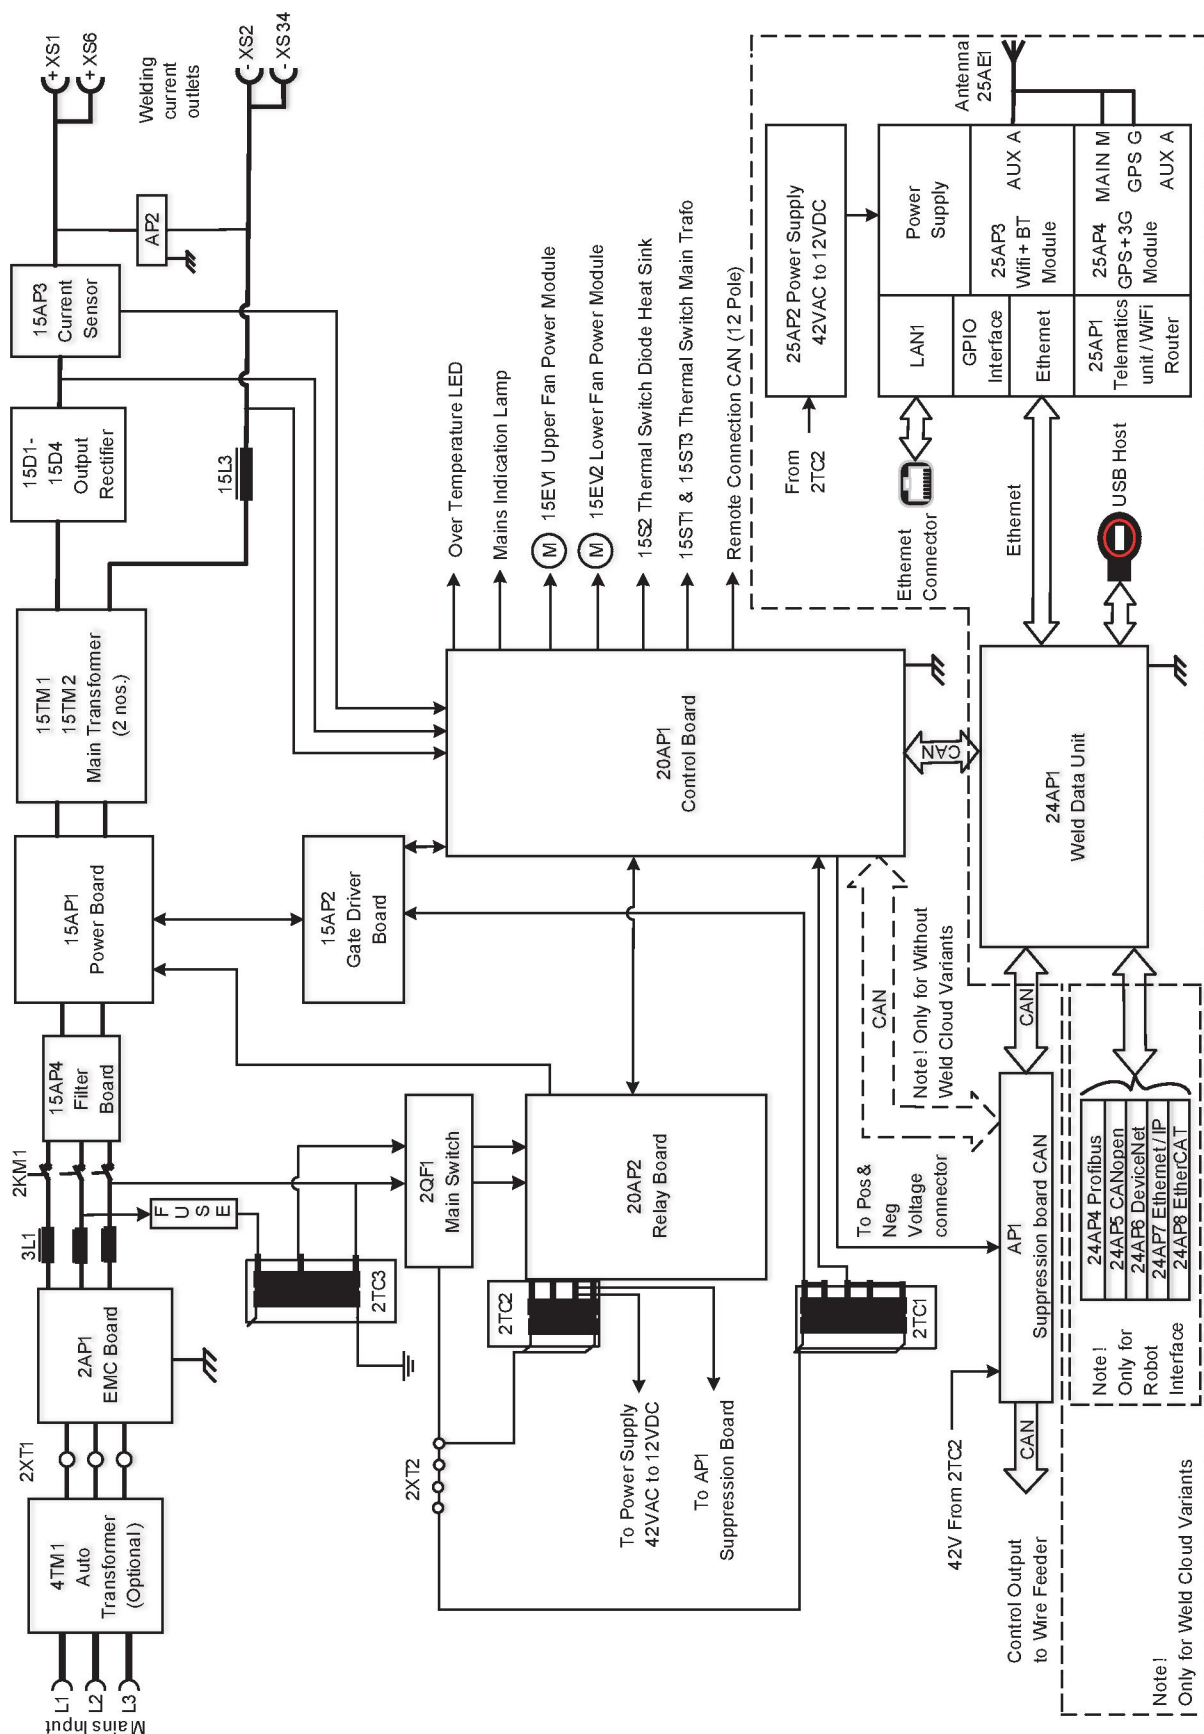 Mains Input
L1
L2
L3
4TM1
Auto
Transformer
(Optional)
2XT1
2AP1
EMC Board
3L1
2KM1
FUSE
15AP4
Filter
Board
15AP1
Power Board
15TM1
15TM2
Main Transformer
(2 nos.)
15D1-
15D4
Output
Rectifier
15AP3
Current
Sensor
15L3
AP2
+ XS1
+ XS6
Welding
current
outlets
- XS2
- XS34
2TC3
2QF1
Main Switch
15AP2
Gate Driver
Board
2XT2
2TC2
20AP2
Relay Board
To Power Supply
42VAC to 12VDC
To AP1
Suppression Board
2TC1
20AP1
Control Board
Over Temperature LED
Mains Indication Lamp
M
15EV1 Upper Fan Power Module
M
15EV2 Lower Fan Power Module
15S2 Thermal Switch Diode Heat Sink
15ST1 & 15ST3 Thermal Switch Main Trafo
Remote Connection CAN (12 Pole)
To Pos&
Neg
Voltage
connector
CAN
Note! Only for Without
Weld Cloud Variants
CAN
42V From 2TC2
Control Output
to Wire Feeder
CAN
AP1
Suppression board CAN
CAN
24AP1
Weld Data Unit
Note!
Only for
Robot
Interface
24AP4 Profibus
24AP5 CANopen
24AP6 DeviceNet
24AP7 Ethernet / IP
24AP8 EtherCAT
From
2TC2
25AP2 Power Supply
42VAC to 12VDC
Antenna
25AE1
Ethernet
Connector
LAN1
Power
Supply
GPIO
Interface
Ethernet
25AP3
Wifi + BT
Module
AUX A
25AP1
Telematics
unit / WiFi
Router
25AP4
GPS+3G
Module
MAIN M
GPS G
AUX A
Ethernet
USB Host
Note!
Only for Weld Cloud Variants